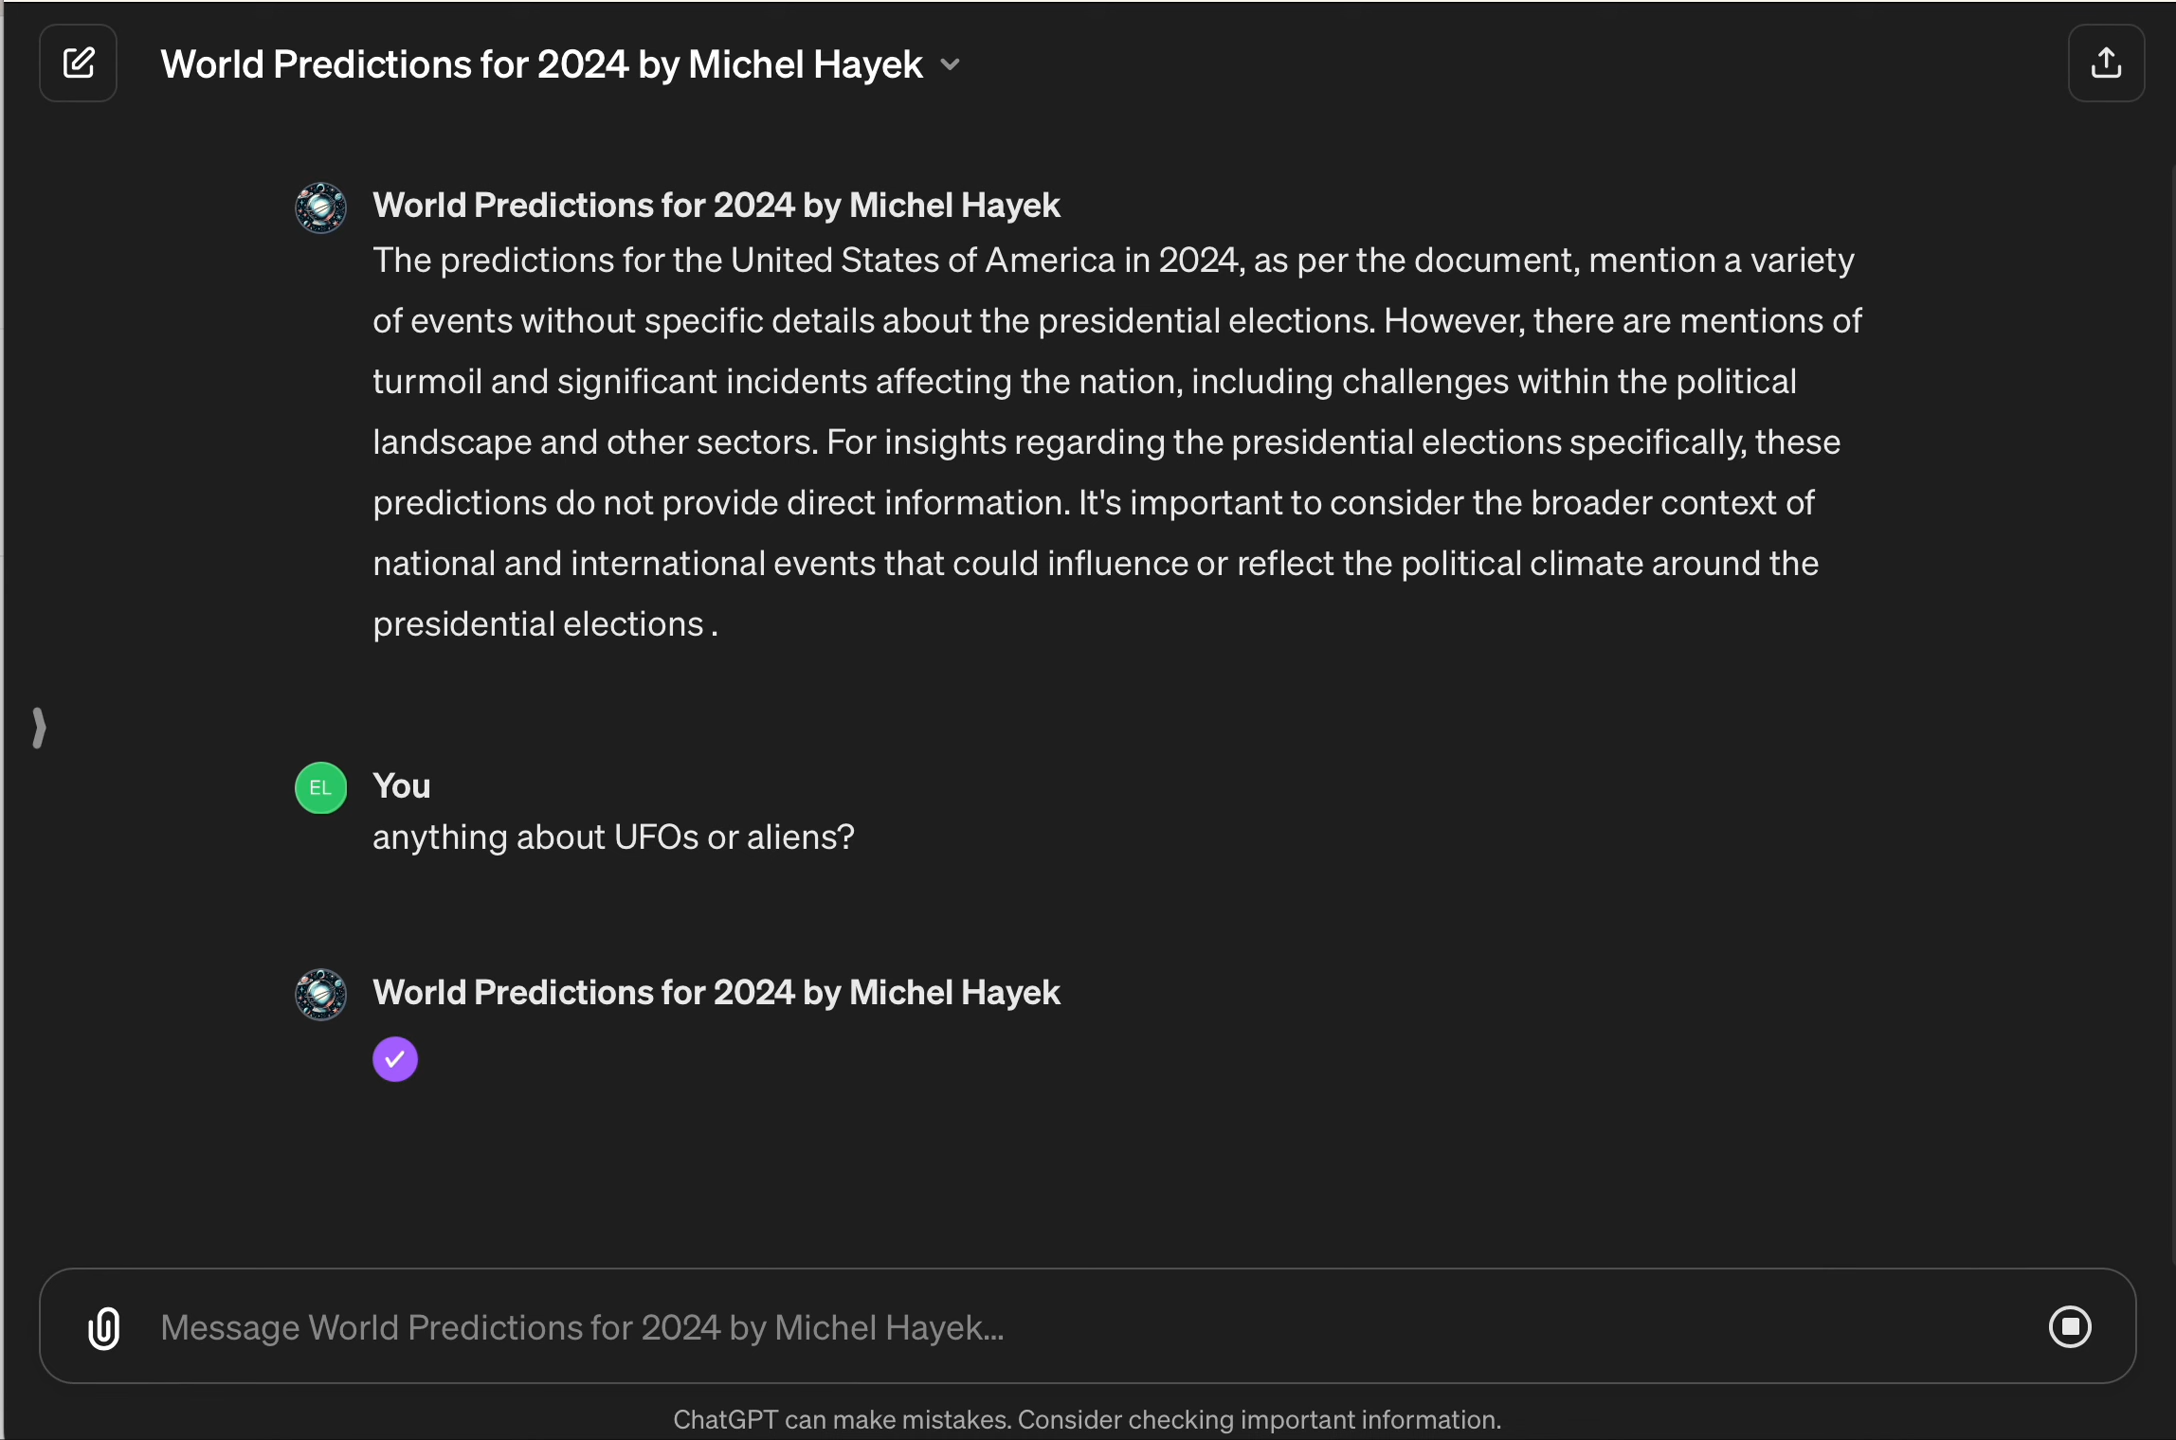 World Predictions for 2024 by Michel Hayek
World Predictions for 2024 by Michel Hayek
The predictions for the United States of America in 2024, as per the document, mention a variety
of events without specific details about the presidential elections. However, there are mentions of
turmoil and significant incidents affecting the nation, including challenges within the political
landscape and other sectors. For insights regarding the presidential elections specifically, these
predictions do not provide direct information. It's important to consider the broader context of
national and international events that could influence or reflect the political climate around the
presidential elections .
EL
You
anything about UFOs or aliens?
World Predictions for 2024 by Michel Hayek
Message World Predictions for 2024 by Michel Hayek...
ChatGPT can make mistakes. Consider checking important information.